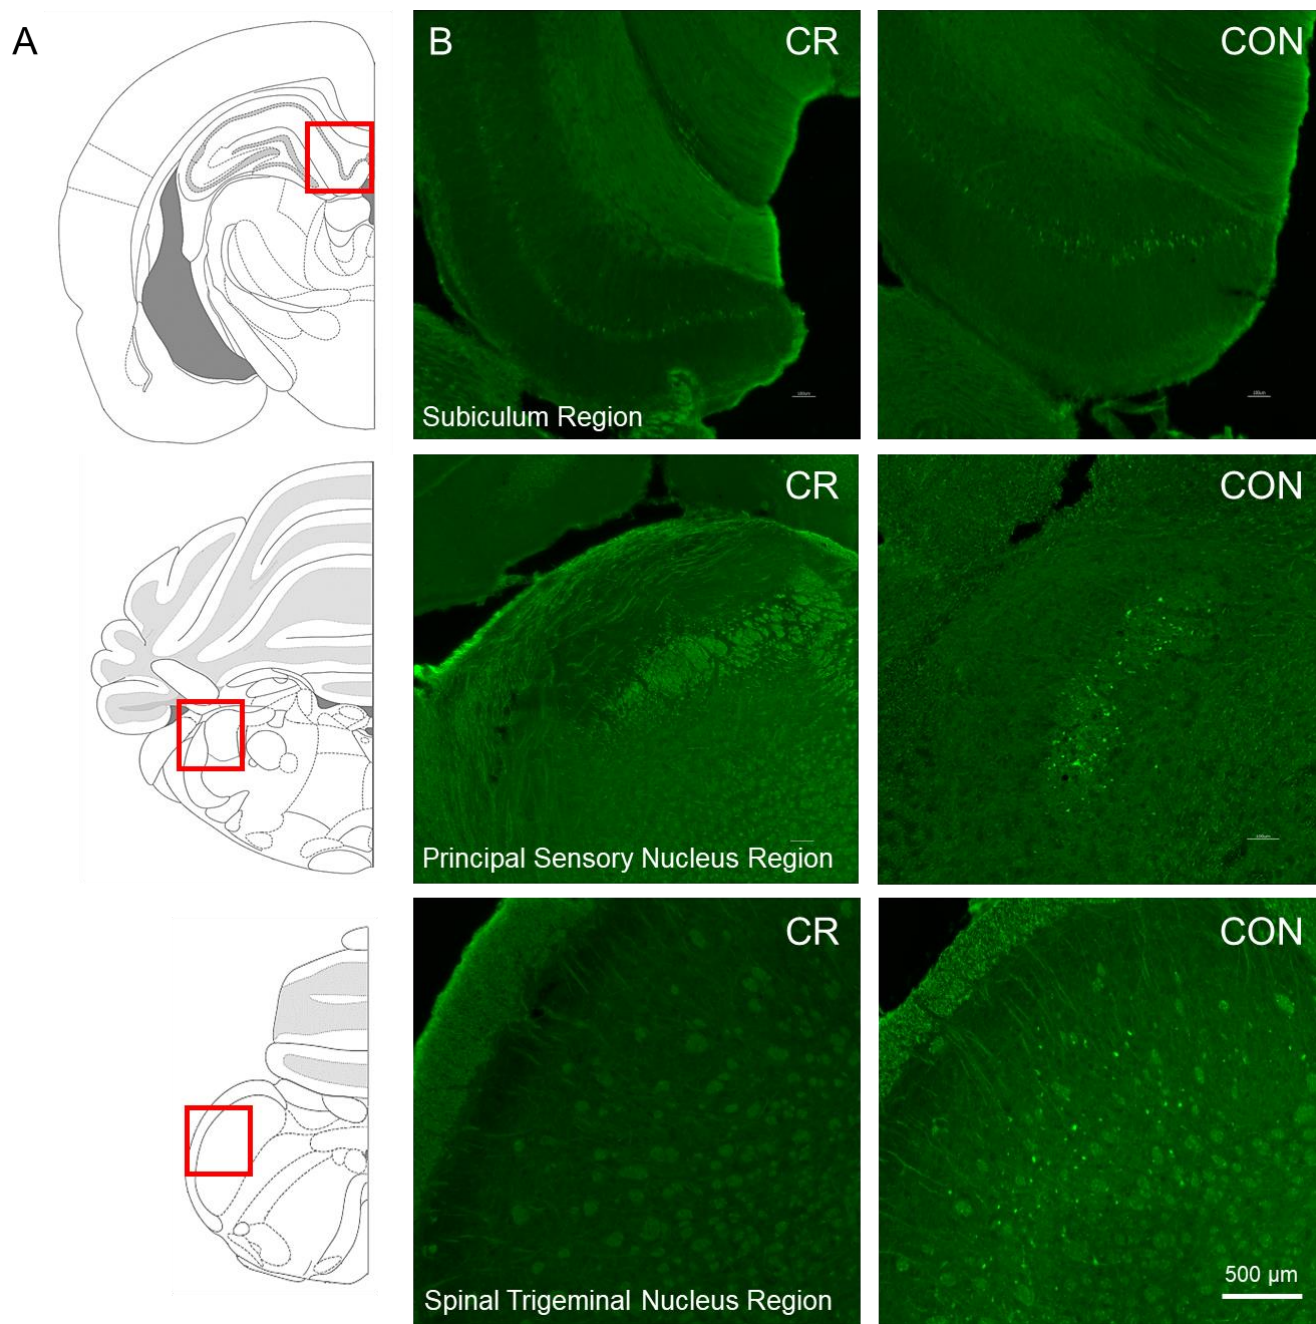 A
B
CR
CON
Subiculum Region
CR
CON
Principal Sensory Nucleus Region
CR
CON
Spinal Trigeminal Nucleus Region
500 µm